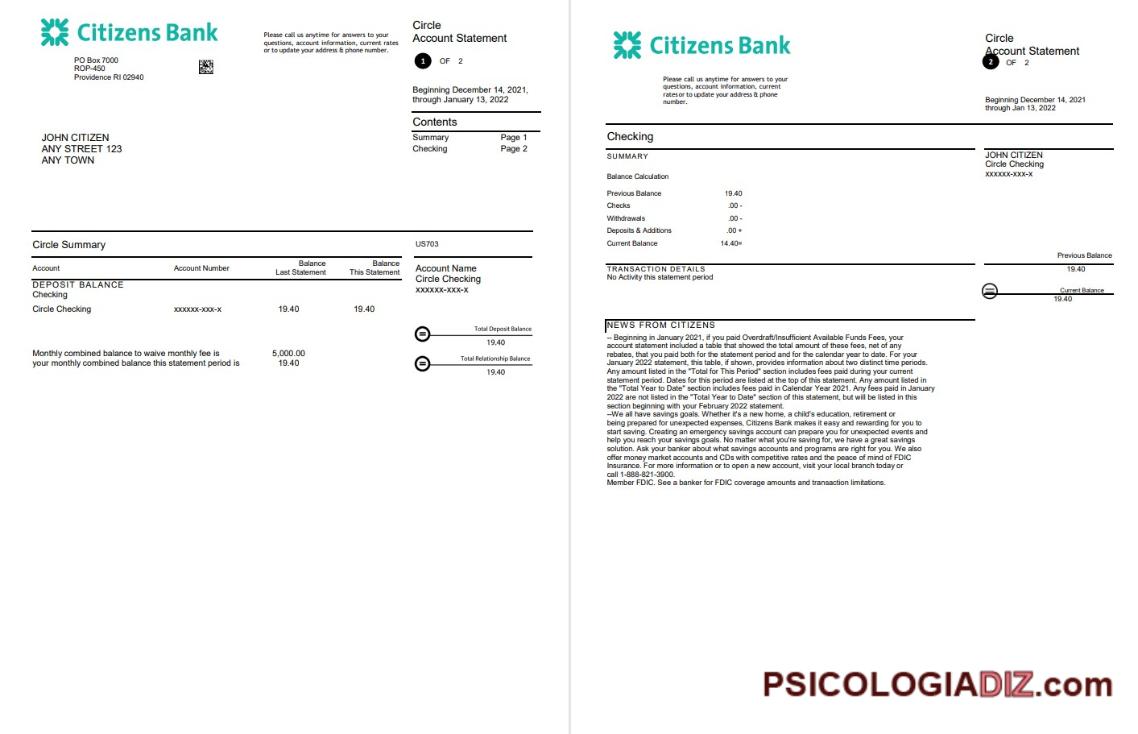 Citizens Bank
PO Box 7000
ROP-450
Providence RI 02940
Please call us anytime for answers to your
questions, account information, current rates
or to update your address & phone number.
Circle
Account Statement
1 OF 2
Beginning December 14, 2021,
through January 13, 2022
Contents
Summary Page 1
Checking Page 2
JOHN CITIZEN
ANY STREET 123
ANY TOWN
Circle Summary
US703
Account Account Number Balance Last Statement Balance This Statement
DEPOSIT BALANCE
Checking
Circle Checking xxxxxx-xxx-x 19.40 19.40
Monthly combined balance to waive monthly fee is 5,000.00
your monthly combined balance this statement period is 19.40
Account Name
Circle Checking
xxxxxx-xxx-x
Total Deposit Balance
19.40
Total Relationship Balance
19.40
Citizens Bank
Please call us anytime for answers to your
questions, account information, current
rates or to update your address & phone
number.
Circle
Account Statement
2 OF 2
Beginning December 14, 2021
through Jan 13, 2022
Checking
SUMMARY
Balance Calculation
Previous Balance 19.40
Checks .00 -
Withdrawals .00 -
Deposits & Additions .00 +
Current Balance 14.40=
JOHN CITIZEN
Circle Checking
xxxxxx-xxx-x
Previous Balance
19.40
Current Balance
19.40
TRANSACTION DETAILS
No Activity this statement period
NEWS FROM CITIZENS
-- Beginning in January 2021, if you paid Overdraft/Insufficient Available Funds Fees, your
account statement included a table that showed the total amount of these fees, net of any
rebates, that you paid both for the statement period and for the calendar year to date. For your
January 2022 statement, this table, if shown, provides information about two distinct time periods.
Any amount listed in the "Total for This Period" section includes fees paid during your current
statement period. Dates for this period are listed at the top of this statement. Any amount listed in
the "Total Year to Date" section includes fees paid in Calendar Year 2021. Any fees paid in January
2022 are not listed in the "Total Year to Date" section of this statement, but will be listed in this
section beginning with your February 2022 statement.
--We all have savings goals. Whether it's a new home, a child's education, retirement or
being prepared for unexpected expenses, Citizens Bank makes it easy and rewarding for you to
start saving. Creating an emergency savings account can prepare you for unexpected events and
help you reach your savings goals. No matter what you're saving for, we have a great savings
solution. Ask your banker about what savings accounts and programs are right for you. We also
offer money market accounts and CDs with competitive rates and the peace of mind of FDIC
Insurance. For more information or to open a new account, visit your local branch today or
call 1-888-821-3900.
Member FDIC. See a banker for FDIC coverage amounts and transaction limitations.
PSICOLOGIADIZ.com